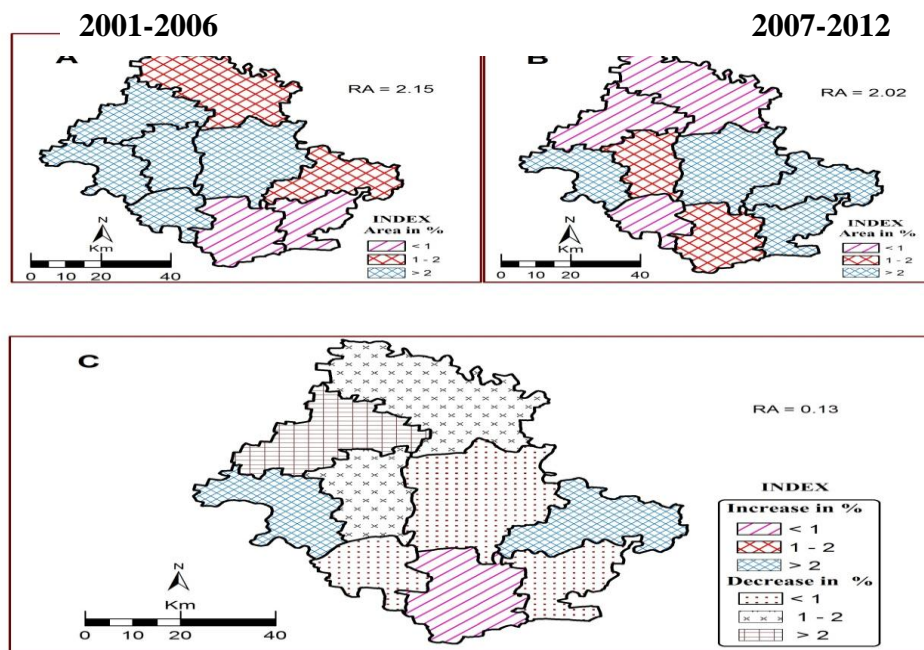 2001-2006
2007-2012
A
RA = 2.15
N
Km
0 10 20 40
INDEX
Area in %
< 1
1 - 2
> 2
B
RA = 2.02
N
Km
0 10 20 40
INDEX
Area in %
< 1
1 - 2
> 2
C
RA = 0.13
N
Km
0 5 10 20 30 40
INDEX
Increase in %
< 1
1 - 2
> 2
Decrease in %
< 1
1 - 2
> 2